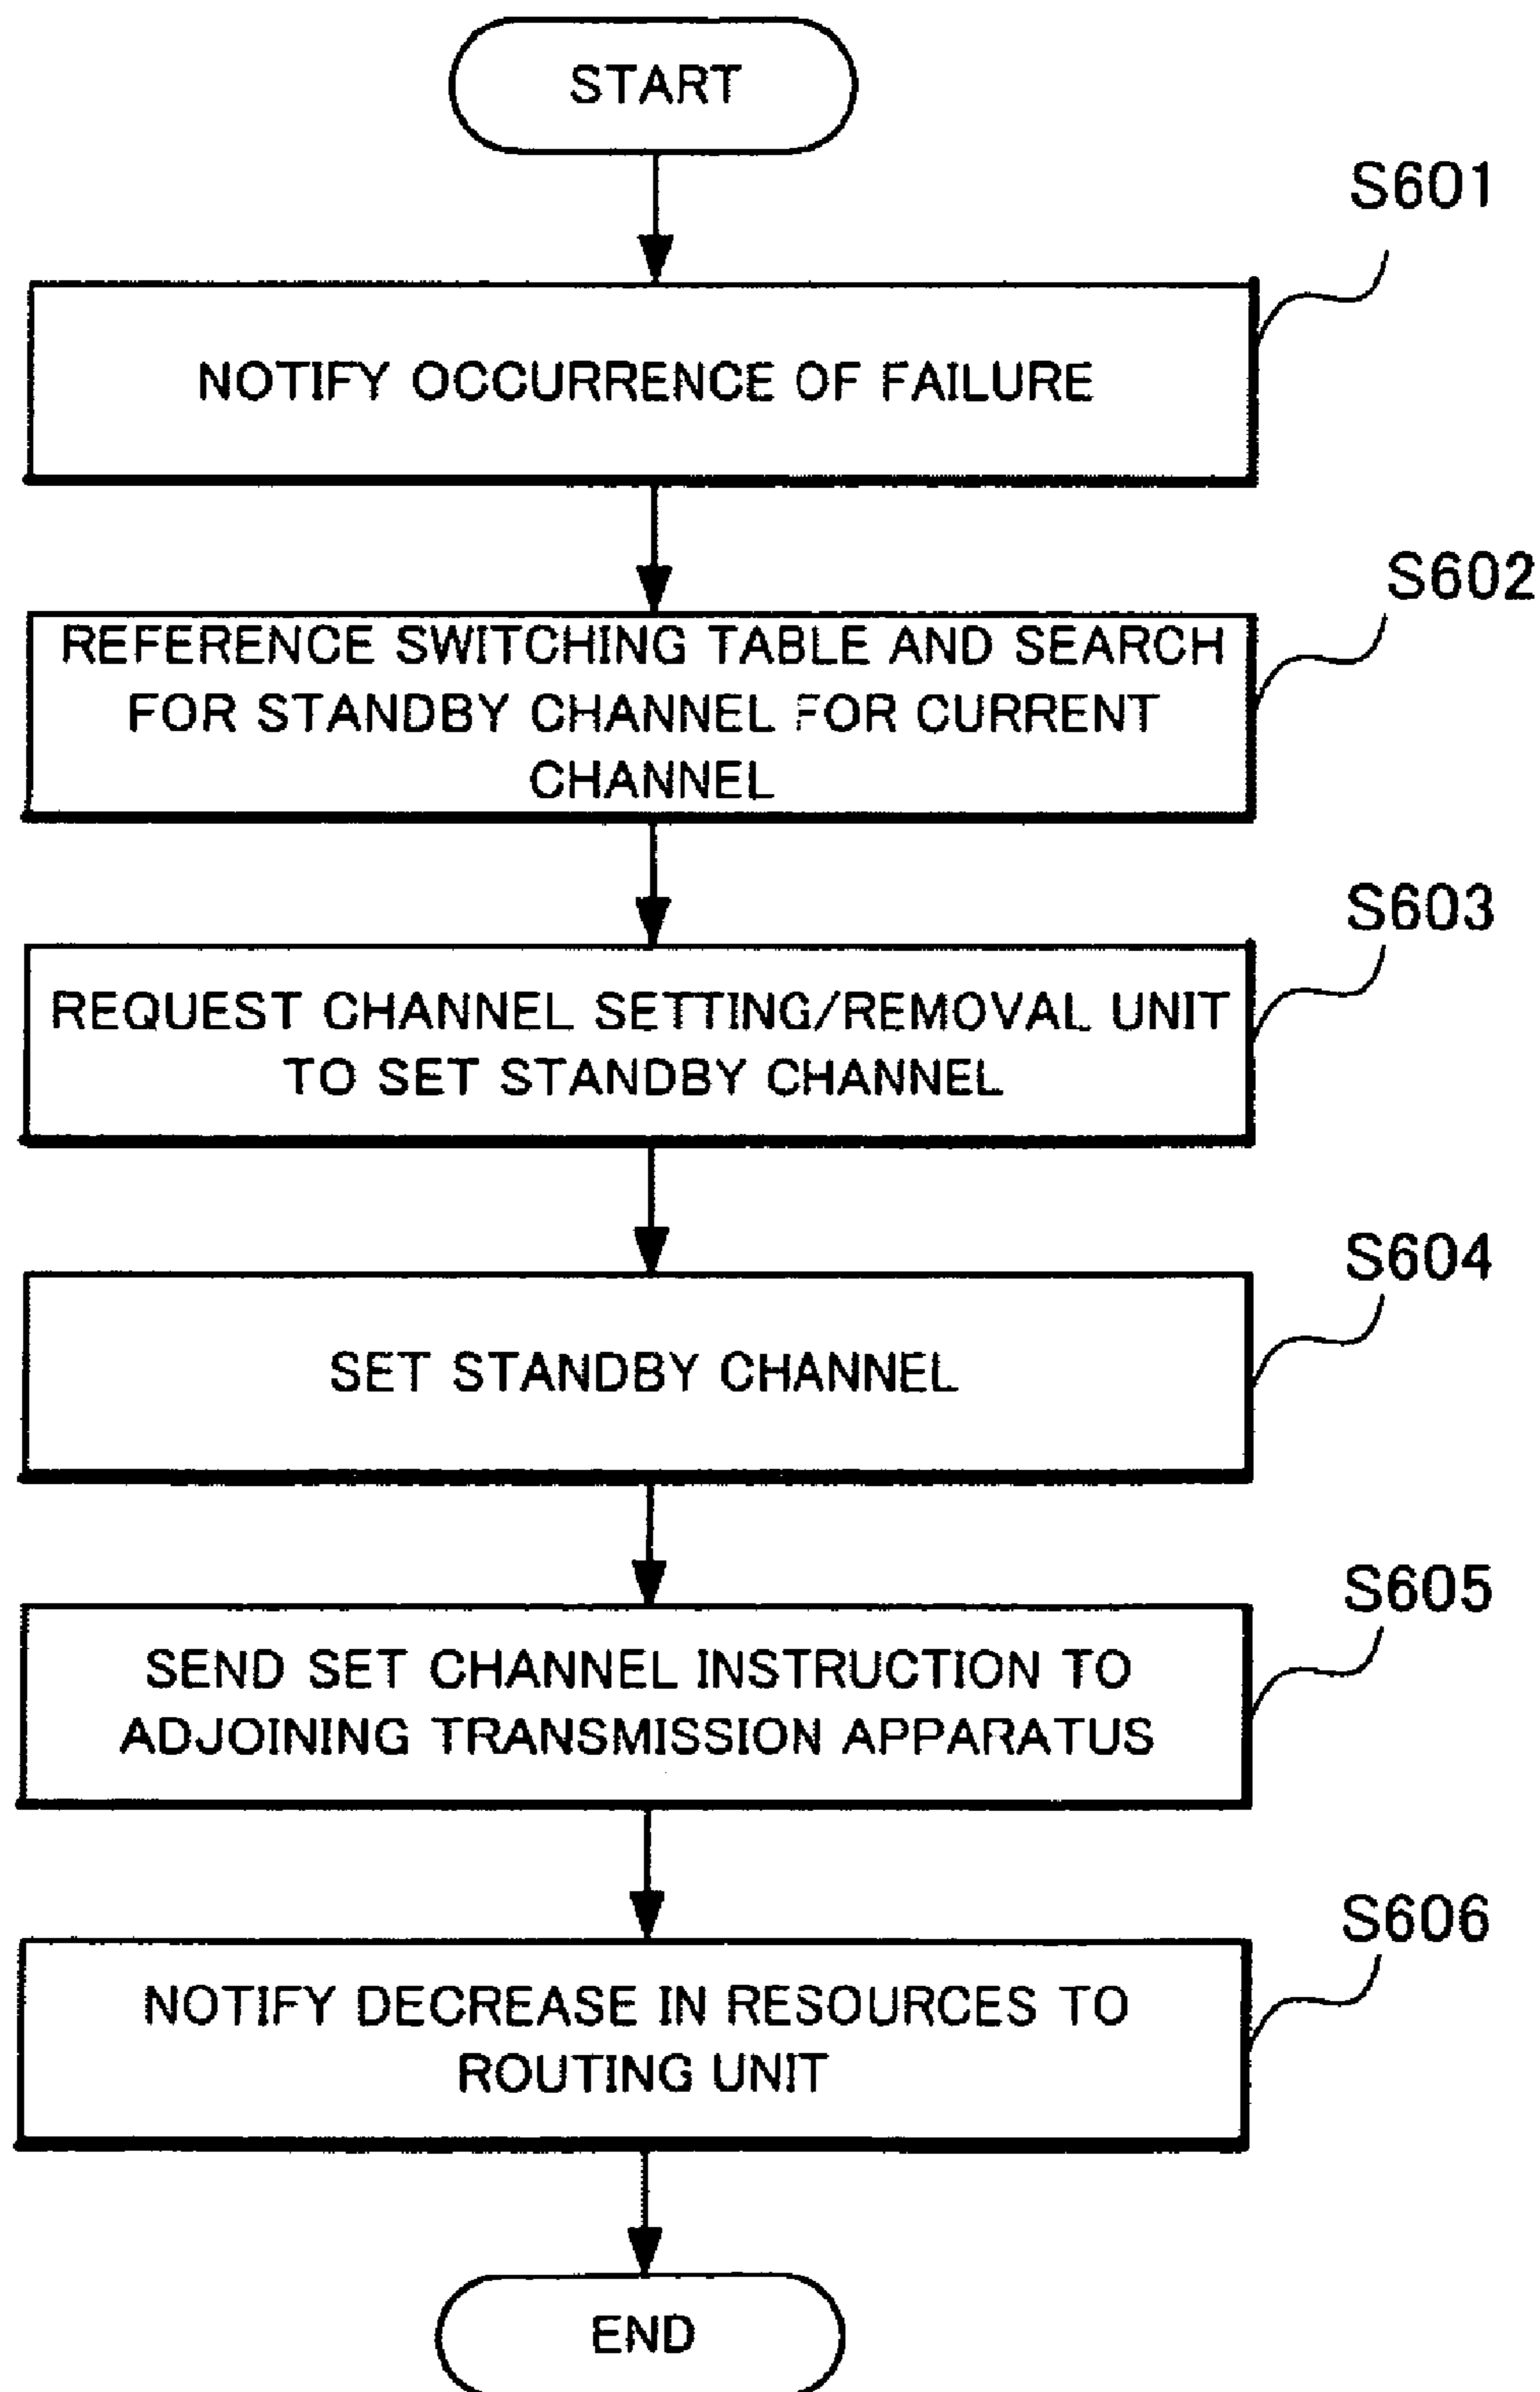 START
S601
NOTIFY OCCURRENCE OF FAILURE
S602
REFERENCE SWITCHING TABLE AND SEARCH
FOR STANDBY CHANNEL FOR CURRENT
CHANNEL
S603
REQUEST CHANNEL SETTING/REMOVAL UNIT
TO SET STANDBY CHANNEL
S604
SET STANDBY CHANNEL
S605
SEND SET CHANNEL INSTRUCTION TO
ADJOINING TRANSMISSION APPARATUS
S606
NOTIFY DECREASE IN RESOURCES TO
ROUTING UNIT
END